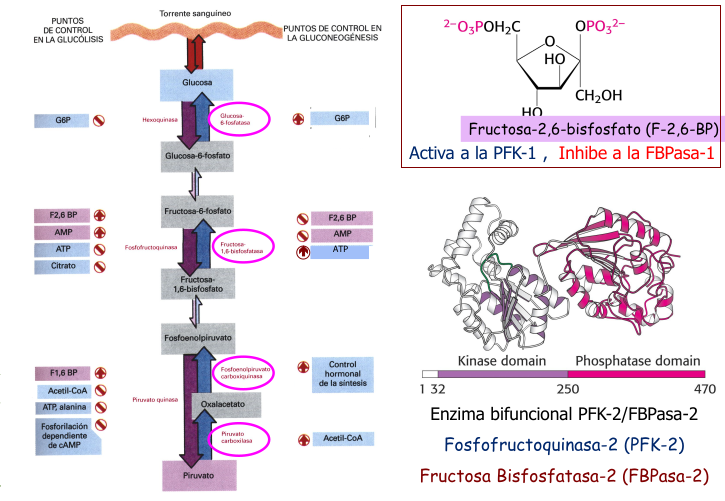 PUNTOS
DE CONTROL
EN LA GLUCÓLISIS
Torrente sanguíneo
PUNTOS DE CONTROL EN
LA GLUCONEOGÉNESIS
Glucosa
G6P
Hexoquinasa
Glucosa-
6-fosfatasa
G6P
Glucosa-6-fosfato
Fructosa-6-fosfato
F2,6 BP
AMP
ATP
Citrato
Fosfofructoquinasa
Fructosa-
1,6-bisfosfatasa
F2,6 BP
AMP
ATP
Fructosa-
1,6-bisfosfato
Fosfoenolpiruvato
F1,6 BP
Acetil-CoA
ATP, alanina
Fosforilación
dependiente
de cAMP
Piruvato quinasa
Fosfoenolpiruvato
carboxiquinasa
Oxalacetato
Piruvato
carboxilasa
Control
hormonal
de la síntesis
Acetil-CoA
Piruvato
2−O3POH2C
O
OPO32−
HO
CH2OH
HO
Fructosa-2,6-bisfosfato (F-2,6-BP)
Activa a la PFK-1 , Inhibe a la FBPasa-1
Kinase domain Phosphatase domain
1 32 250 470
Enzima bifuncional PFK-2/FBPasa-2
Fosfofructoquinasa-2 (PFK-2)
Fructosa Bisfosfatasa-2 (FBPasa-2)